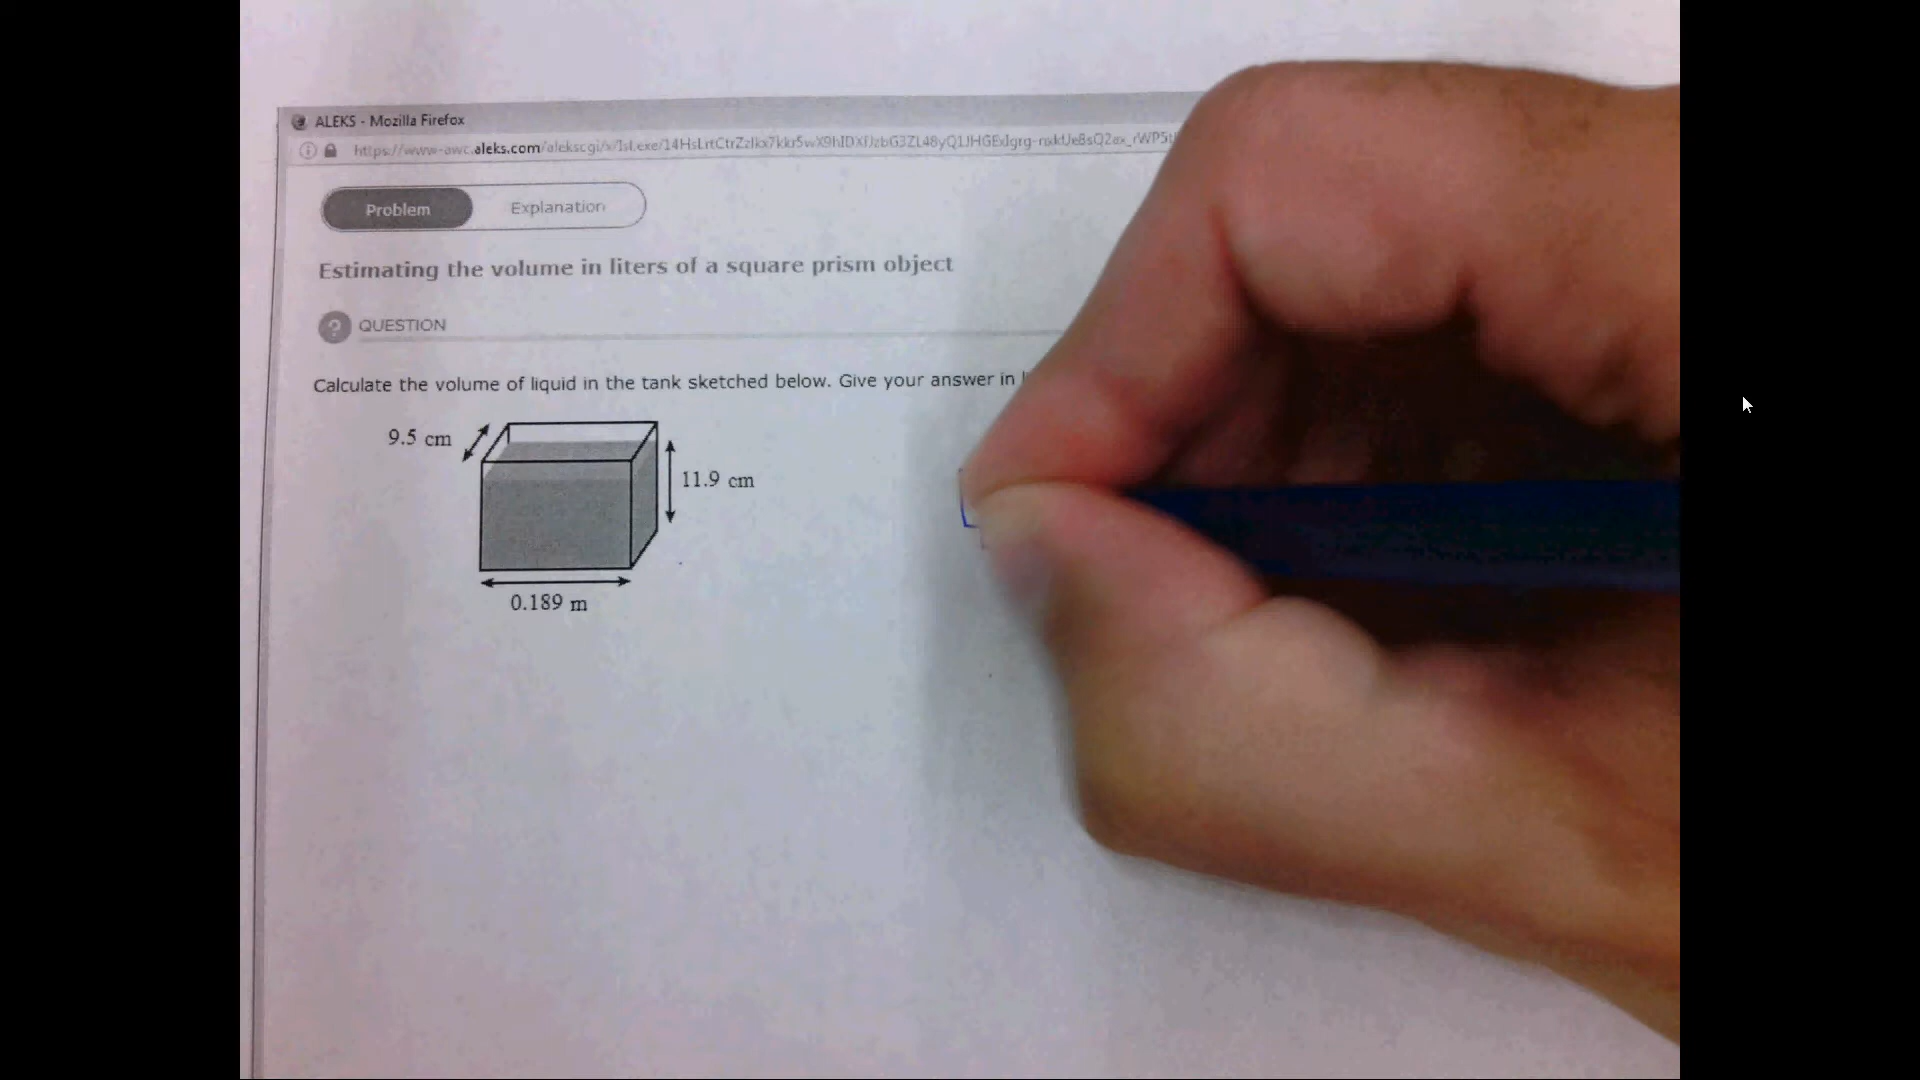 ALEKS - Mozilla Firefox
Problem
Explanation
Estimating the volume in liters of a square prism object
? QUESTION
Calculate the volume of liquid in the tank sketched below. Give your answer in
9.5 cm
11.9 cm
0.189 m